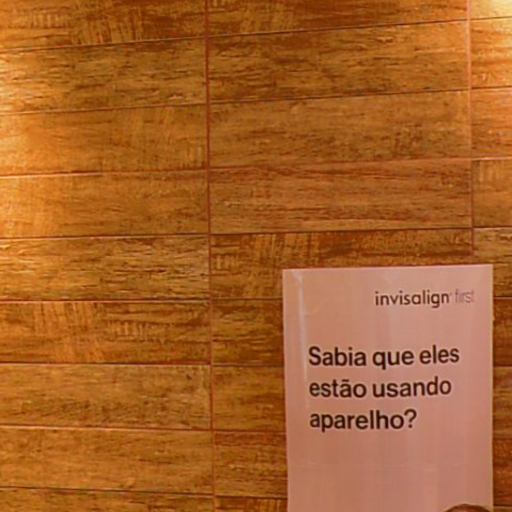 invisalign first
Sabia que eles
estão usando
aparelho?